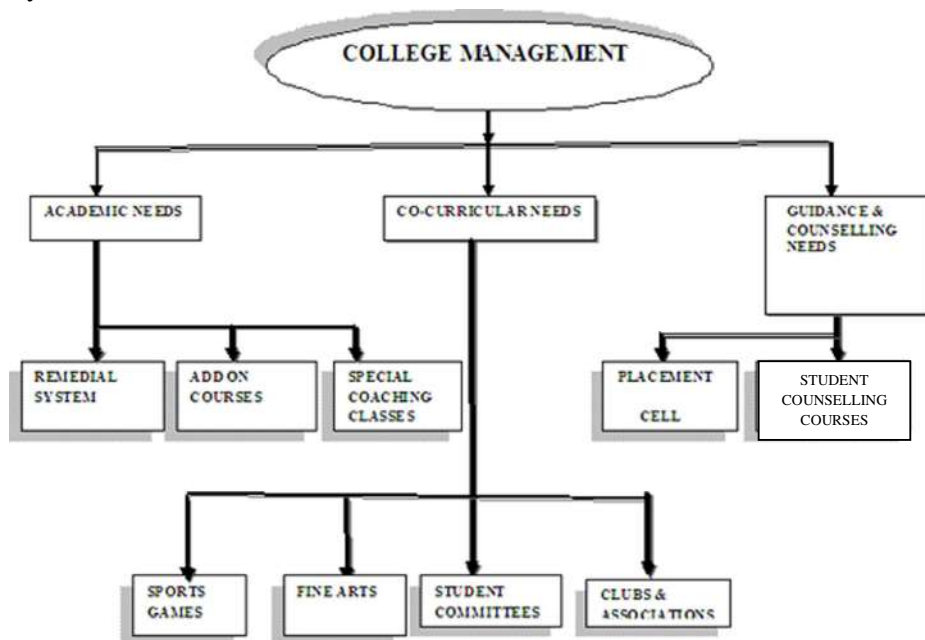 COLLEGE MANAGEMENT
ACADEMIC NEEDS
CO-CURRICULAR NEEDS
GUIDANCE &
COUNSELLING
NEEDS
REMEDIAL
SYSTEM
ADD ON
COURSES
SPECIAL
COACHING
CLASSES
PLACEMENT
CELL
STUDENT
COUNSELLING
COURSES
SPORTS
GAMES
FINE ARTS
STUDENT
COMMITTEES
CLUBS &
ASSOCIATIONS